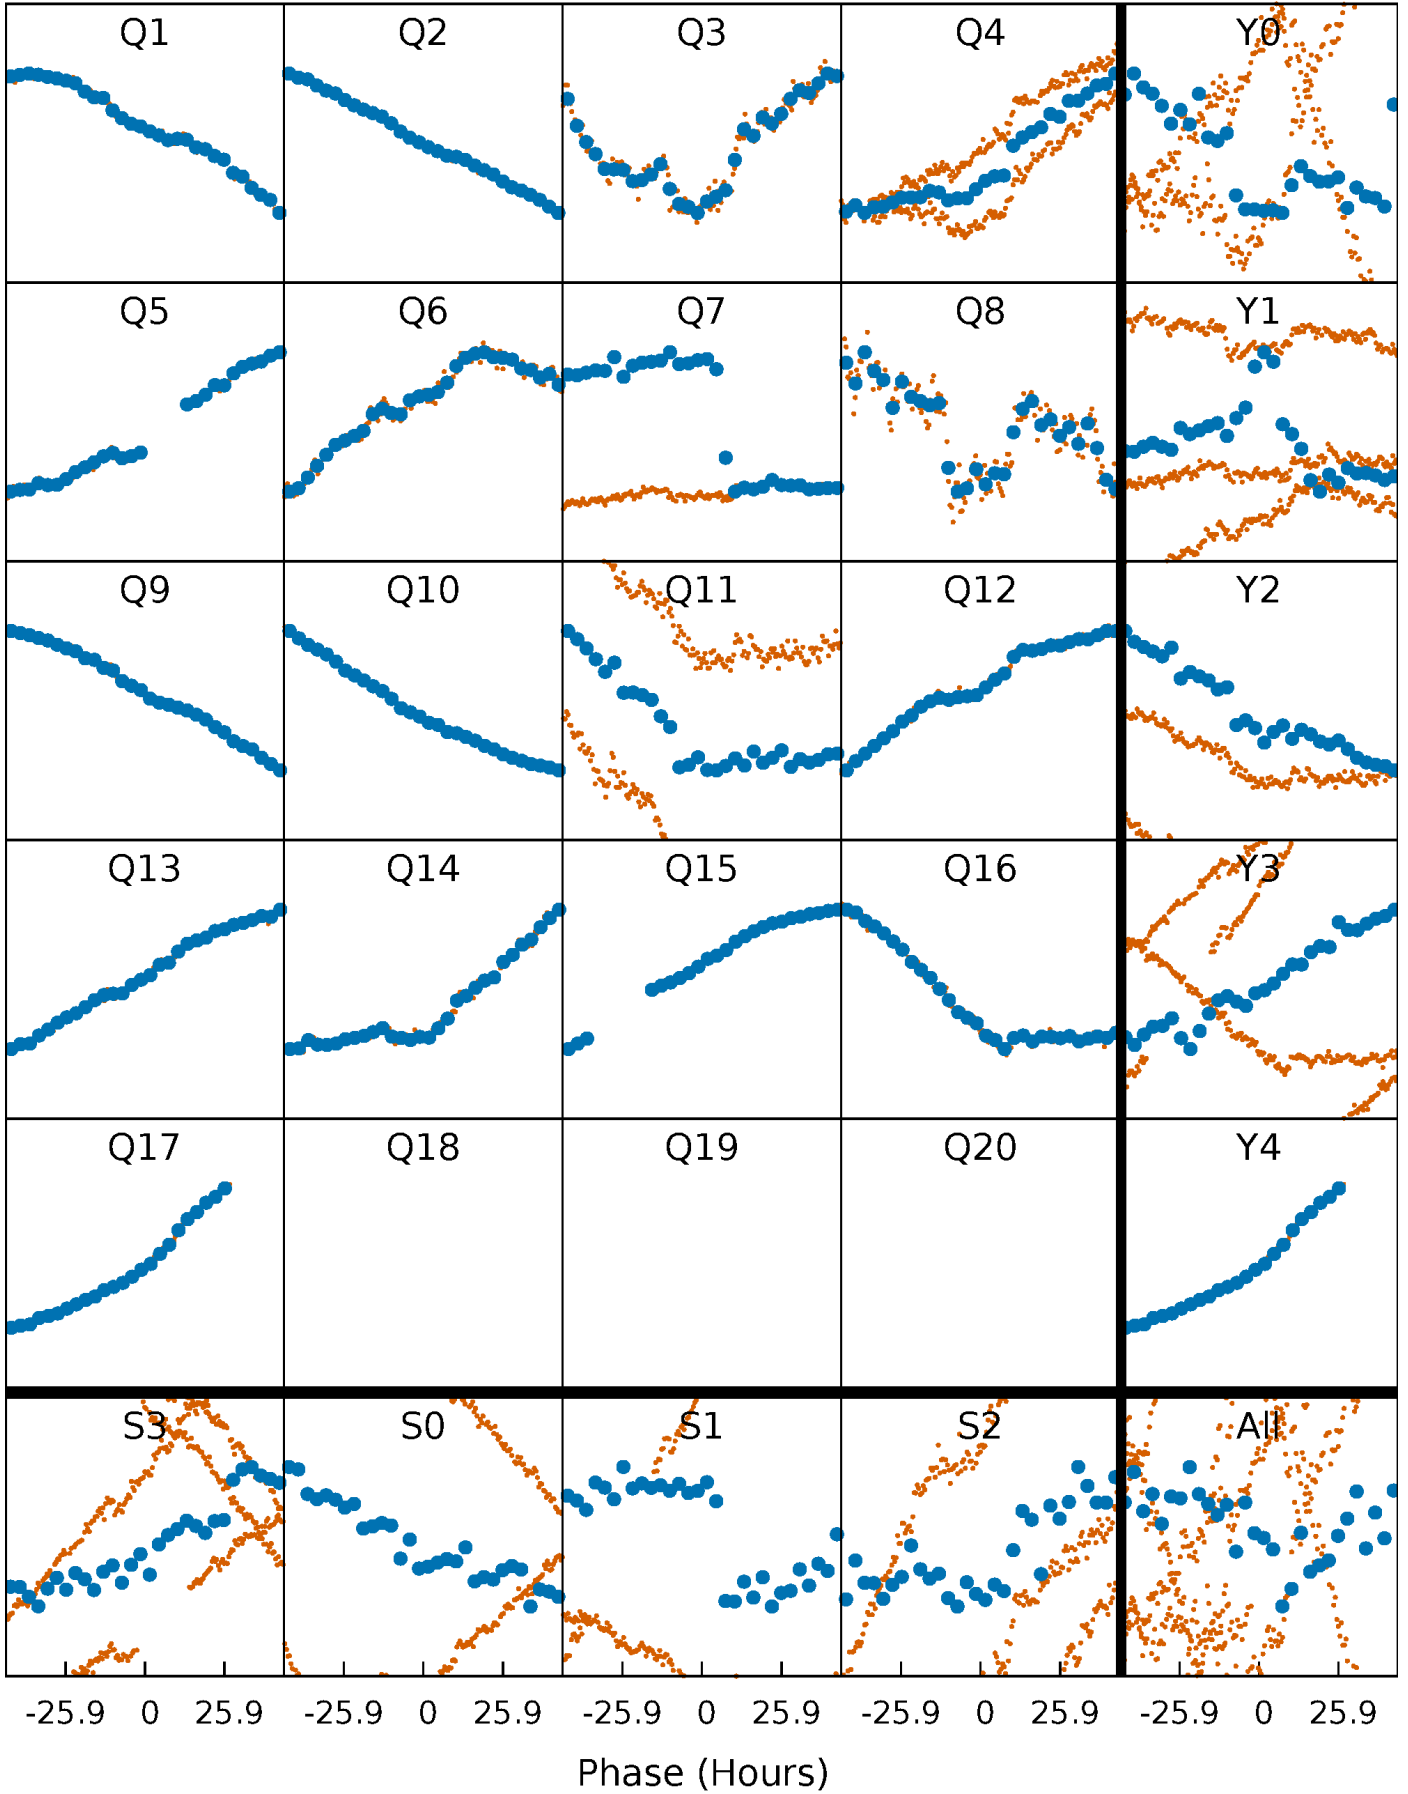 Q1 Q2 Q3 Q4 Y0
Q5 Q6 Q7 Q8 Y1
Q9 Q10 Q11 Q12 Y2
Q13 Q14 Q15 Q16 Y3
Q17 Q18 Q19 Q20 Y4
S3 S0 S1 S2 All
-25.9 0 25.9 -25.9 0 25.9 -25.9 0 25.9 -25.9 0 25.9 -25.9 0 25.9
Phase (Hours)